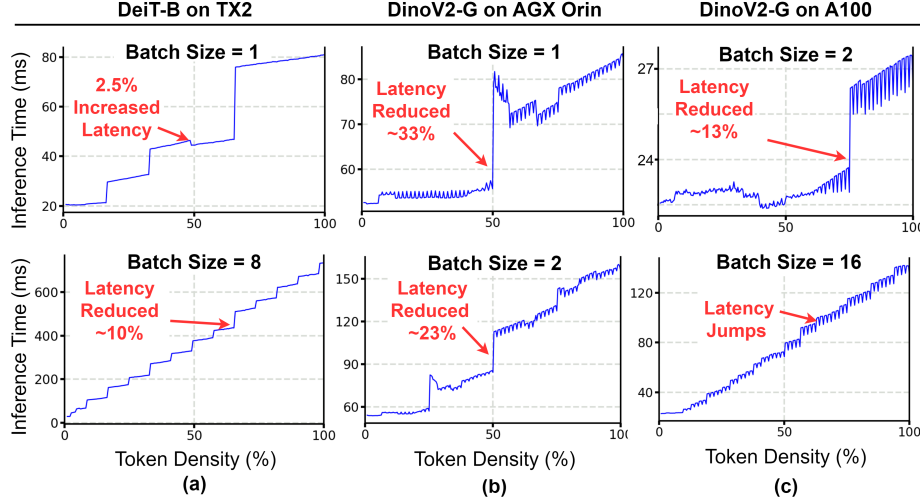 DeiT-B on TX2
DinoV2-G on AGX Orin
DinoV2-G on A100
Inference Time (ms)
Batch Size = 1
2.5%
Increased
Latency
80
60
40
20
0
50
100
Batch Size = 1
Latency
Reduced
~33%
80
70
60
0
50
100
Batch Size = 2
Latency
Reduced
~13%
27
24
0
50
100
Inference Time (ms)
Batch Size = 8
Latency
Reduced
~10%
600
400
200
0
0
50
100
Token Density (%)
(a)
Batch Size = 2
Latency
Reduced
~23%
150
120
90
60
0
50
100
Token Density (%)
(b)
Batch Size = 16
Latency
Jumps
120
80
40
0
50
100
Token Density (%)
(c)